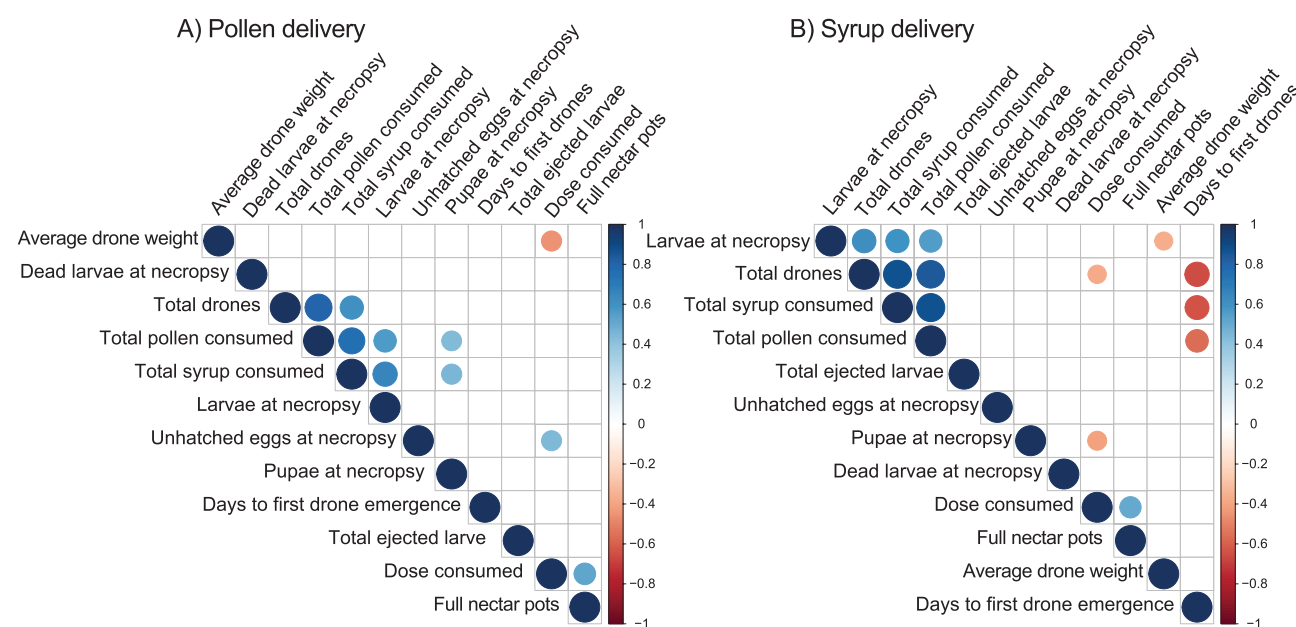 A) Pollen delivery
Average drone weight
Dead larvae at necropsy
Total drones
Total pollen consumed
Total syrup consumed
Larvae at necropsy
Unhatched eggs at necropsy
Pupae at necropsy
Days to first drones
Total ejected larvae
Dose consumed
Full nectar pots
Average drone weight
Dead larvae at necropsy
Total drones
Total pollen consumed
Total syrup consumed
Larvae at necropsy
Unhatched eggs at necropsy
Pupae at necropsy
Days to first drone emergence
Total ejected larve
Dose consumed
Full nectar pots
1
0.8
0.6
0.4
0.2
0
−0.2
−0.4
−0.6
−0.8
−1
B) Syrup delivery
Larvae at necropsy
Total drones
Total syrup consumed
Total pollen consumed
Total ejected larvae
Unhatched eggs at necropsy
Pupae at necropsy
Dead larvae at necropsy
Dose consumed
Full nectar pots
Average drone weight
Days to first drones
Larvae at necropsy
Total drones
Total syrup consumed
Total pollen consumed
Total ejected larvae
Unhatched eggs at necropsy
Pupae at necropsy
Dead larvae at necropsy
Dose consumed
Full nectar pots
Average drone weight
Days to first drone emergence
1
0.8
0.6
0.4
0.2
0
−0.2
−0.4
−0.6
−0.8
−1